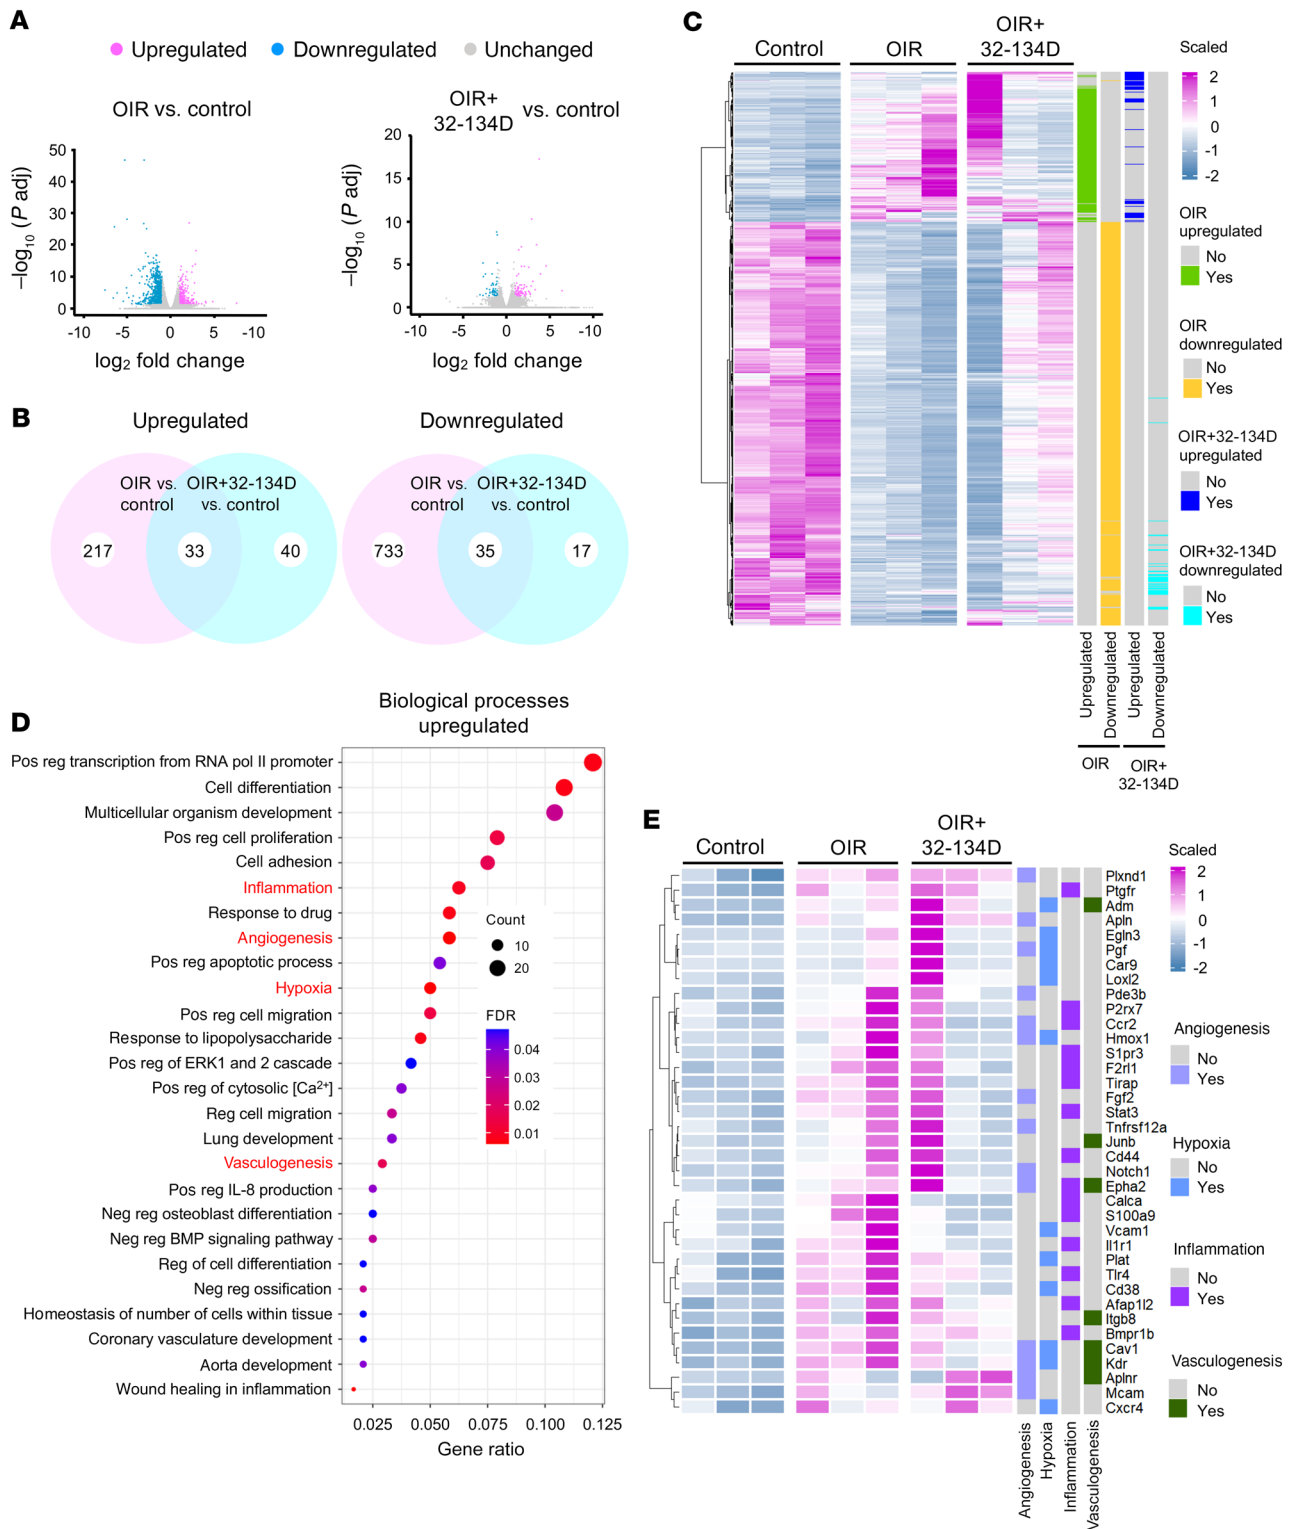 A
Upregulated
Downregulated
Unchanged
OIR vs. control
OIR+
32-134D
vs. control
–log10 (P adj)
50
40
30
20
10
0
-10
-5
0
5
-10
log2 fold change
–log10 (P adj)
20
15
10
5
0
-10
-5
0
5
-10
log2 fold change
B
Upregulated
OIR vs.
control
OIR+32-134D
vs. control
217
33
40
Downregulated
OIR vs.
control
OIR+32-134D
vs. control
733
35
17
C
Control
OIR
OIR+
32-134D
Scaled
2
1
0
-1
-2
OIR
upregulated
No
Yes
OIR
downregulated
No
Yes
OIR+32-134D
upregulated
No
Yes
OIR+32-134D
downregulated
No
Yes
Upregulated
Downregulated
Upregulated
Downregulated
OIR
OIR+
32-134D
D
Biological processes
upregulated
Pos reg transcription from RNA pol II promoter
Cell differentiation
Multicellular organism development
Pos reg cell proliferation
Cell adhesion
Inflammation
Response to drug
Angiogenesis
Pos reg apoptotic process
Hypoxia
Pos reg cell migration
Response to lipopolysaccharide
Pos reg of ERK1 and 2 cascade
Pos reg of cytosolic [Ca2+]
Reg cell migration
Lung development
Vasculogenesis
Pos reg IL-8 production
Neg reg osteoblast differentiation
Neg reg BMP signaling pathway
Reg of cell differentiation
Neg reg ossification
Homeostasis of number of cells within tissue
Coronary vasculature development
Aorta development
Wound healing in inflammation
Count
10
20
FDR
0.04
0.03
0.02
0.01
0.025
0.050
0.075
0.100
0.125
Gene ratio
E
Control
OIR
OIR+
32-134D
Plxnd1
Ptgfr
Adm
Apln
Egln3
Pgf
Car9
Loxl2
Pde3b
P2rx7
Ccr2
Hmox1
S1pr3
F2rl1
Tirap
Fgf2
Stat3
Tnfrsf12a
Junb
Cd44
Notch1
Epha2
Calca
S100a9
Vcam1
Il1r1
Plat
Tlr4
Cd38
Afap1l2
Itgb8
Bmpr1b
Cav1
Kdr
Aplnr
Mcam
Cxcr4
Angiogenesis
Hypoxia
Inflammation
Vasculogenesis
Scaled
2
1
0
-1
-2
Angiogenesis
No
Yes
Hypoxia
No
Yes
Inflammation
No
Yes
Vasculogenesis
No
Yes